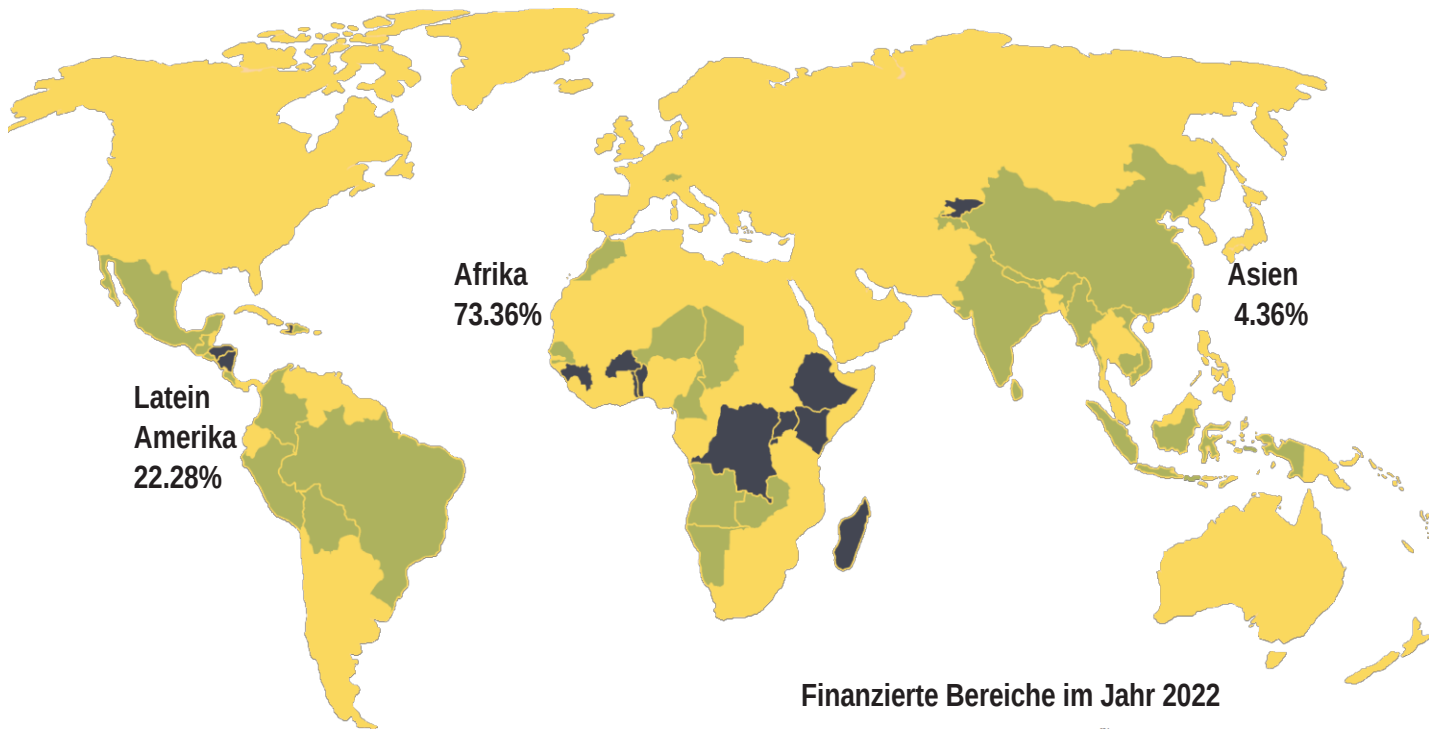 Afrika
73.36%
Asien
4.36%
Latein
Amerika
22.28%
Finanzierte Bereiche im Jahr 2022